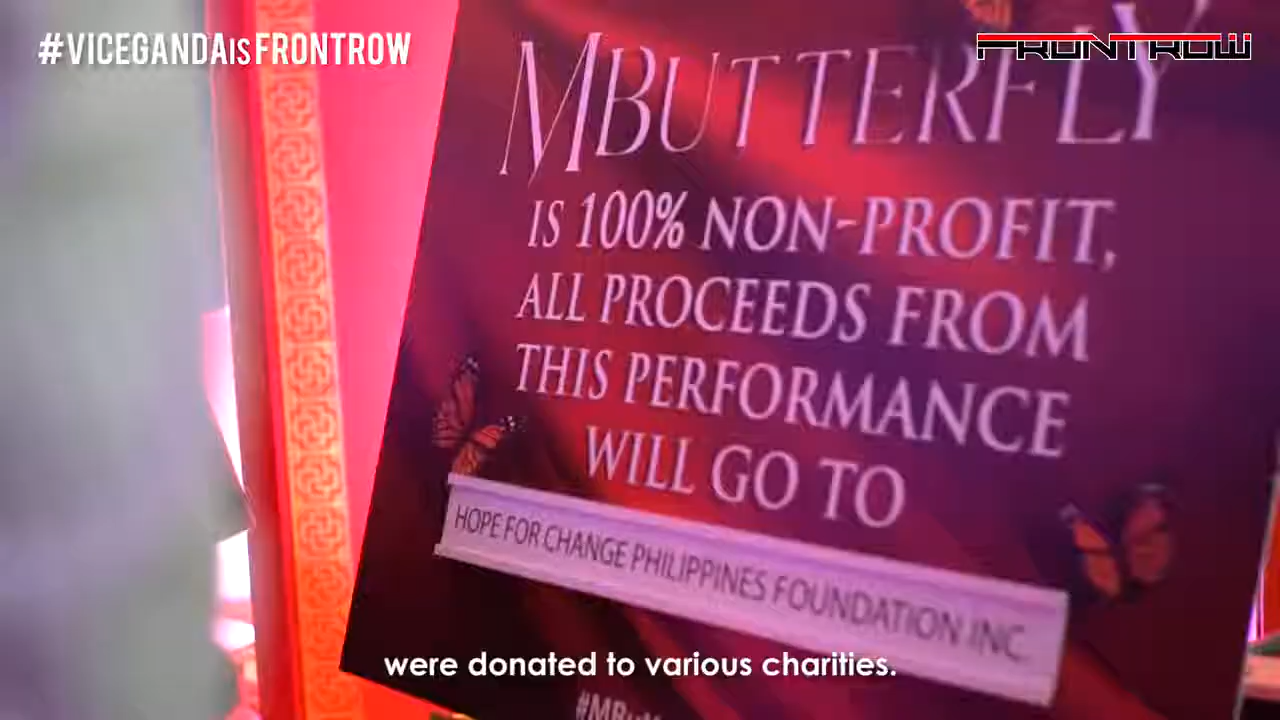 #VICEGANDAISFRONTROW
FRONTROW
MBUTTERFLY
IS 100% NON-PROFIT,
ALL PROCEEDS FROM
THIS PERFORMANCE
WILL GO TO
HOPE FOR CHANGE PHILIPPINES FOUNDATION INC.
were donated to various charities.